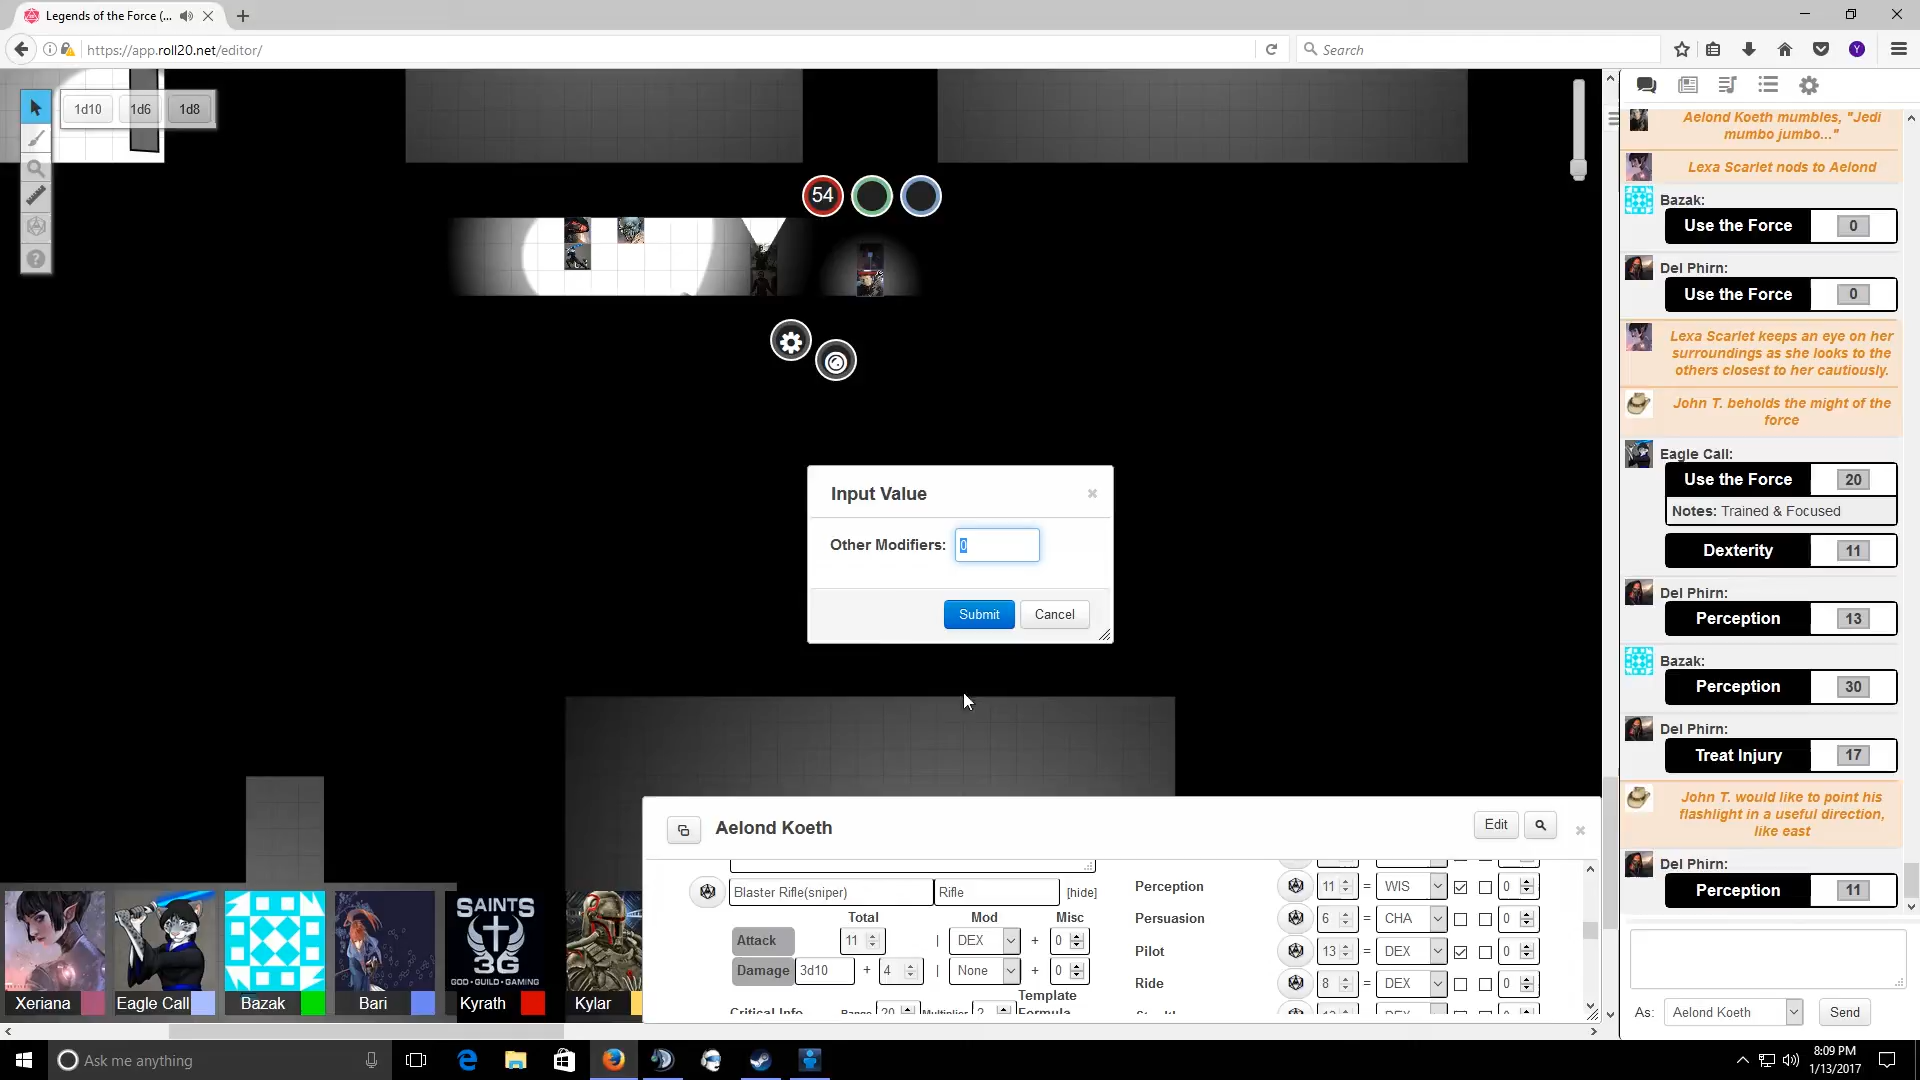 Legends of the Force (...
https://app.roll20.net/editor/
Search
1d10
1d6
1d8
54
Input Value
Other Modifiers:
0
Submit
Cancel
Aelond Koeth mumbles, "Jedi
mumbo jumbo..."
Lexa Scarlet nods to Aelond
Bazak:
Use the Force 0
Del Phirn:
Use the Force 0
Lexa Scarlet keeps an eye on her
surroundings as she looks to the
others closest to her cautiously.
John T. beholds the might of the
force
Eagle Call:
Use the Force 20
Notes: Trained & Focused
Dexterity 11
Del Phirn:
Perception 13
Bazak:
Perception 30
Del Phirn:
Treat Injury 17
John T. would like to point his
flashlight in a useful direction,
like east
Del Phirn:
Perception 11
As: Aelond Koeth Send
Aelond Koeth
Edit
Blaster Rifle(sniper) Rifle [hide]
Total Mod Misc
Attack 11 | DEX + 0
Damage 3d10 + 4 | None + 0
Template
Critical Info Range 20 Multiplier 2 Formula
Perception 11 = WIS 0
Persuasion 6 = CHA 0
Pilot 13 = DEX 0
Ride 8 = DEX 0
Xeriana
Eagle Call
Bazak
Bari
SAINTS
3G
GOD · GUILD · GAMING
Kyrath
Kylar
Ask me anything
8:09 PM
1/13/2017